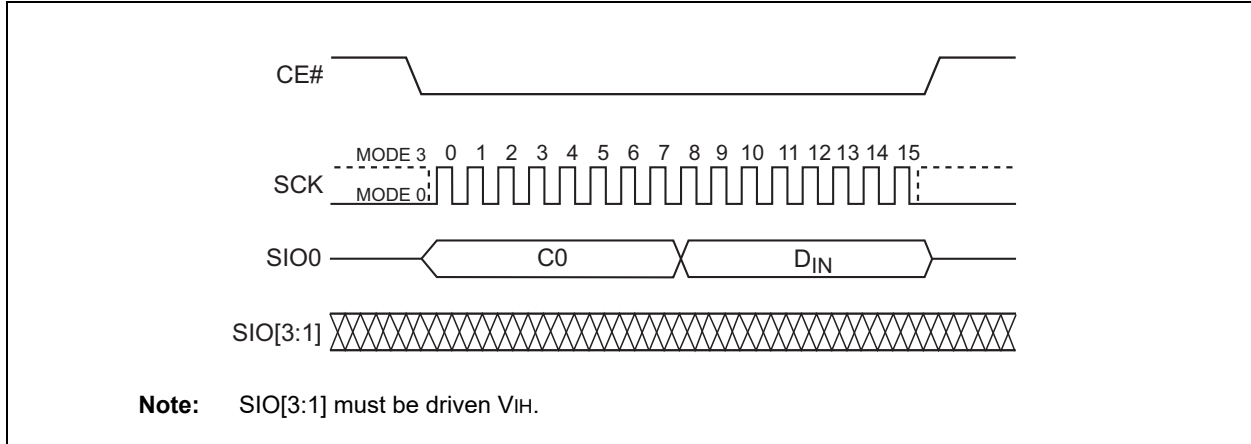 CE#
MODE 3 0 1 2 3 4 5 6 7 8 9 10 11 12 13 14 15
SCK
MODE 0
SIO0 C0 DIN
SIO[3:1]
Note: SIO[3:1] must be driven VIH.